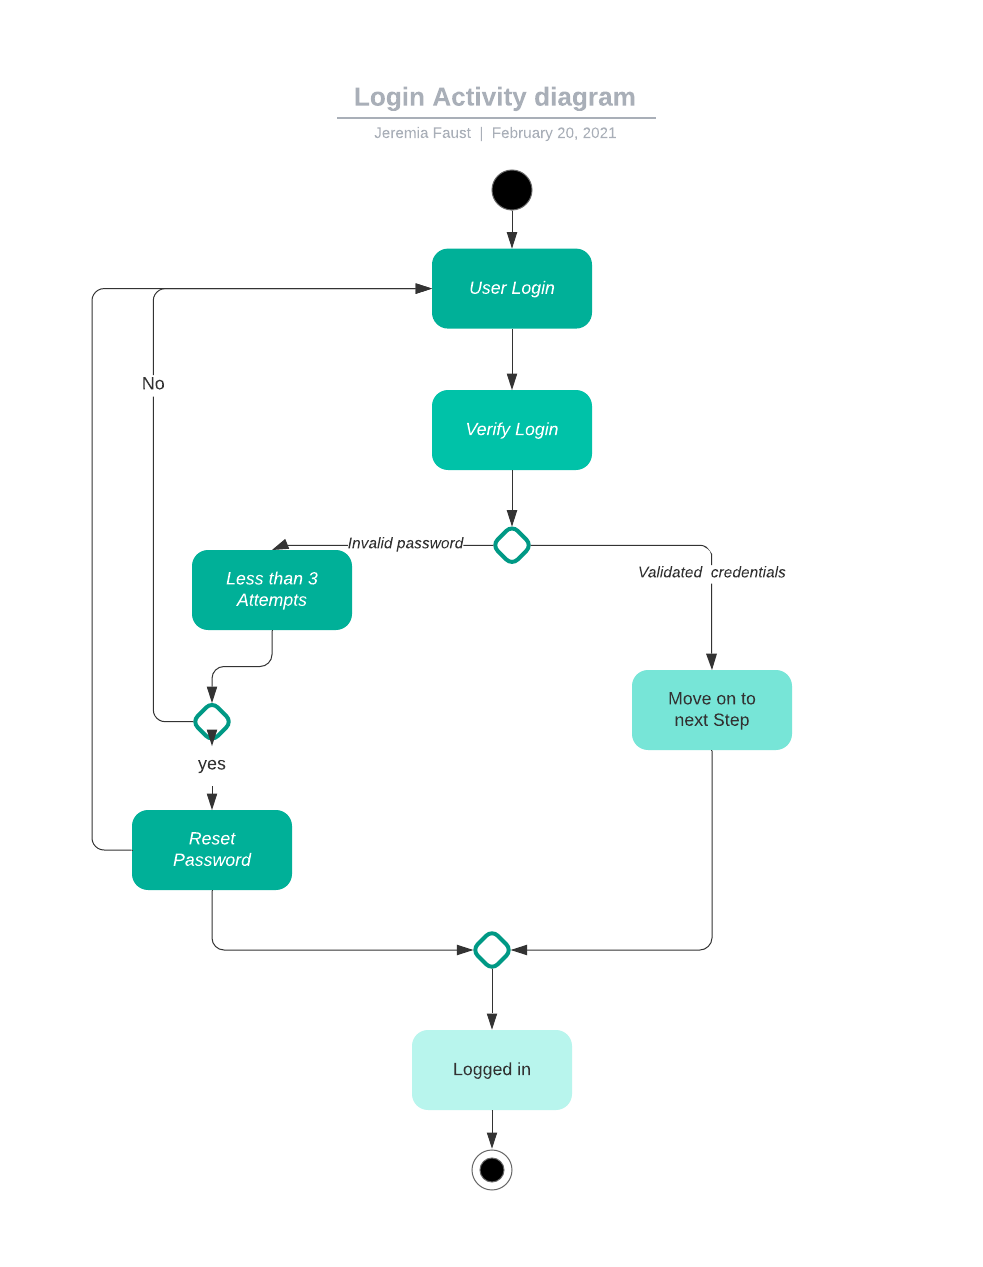 Login Activity diagram
Jeremia Faust | February 20, 2021
User Login
No
Verify Login
Invalid password
Validated credentials
Less than 3
Attempts
Move on to
next Step
yes
Reset
Password
Logged in